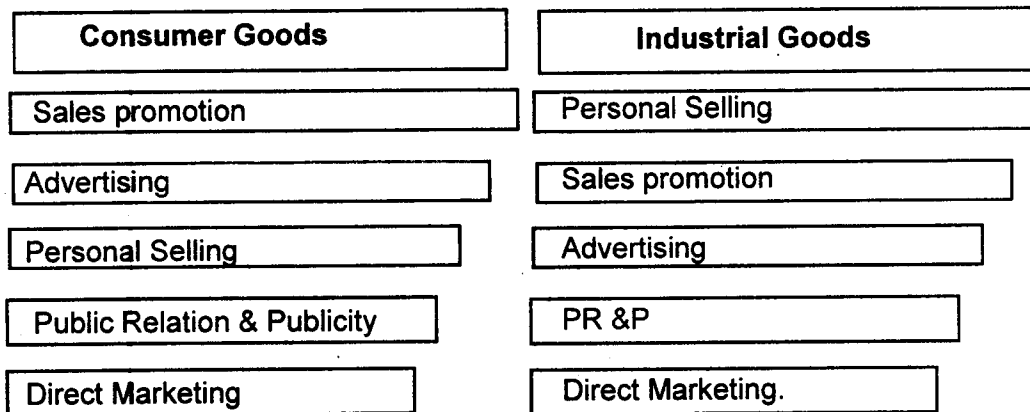 Consumer Goods
Industrial Goods
Sales promotion
Personal Selling
Advertising
Sales promotion
Personal Selling
Advertising
Public Relation & Publicity
PR &P
Direct Marketing
Direct Marketing.